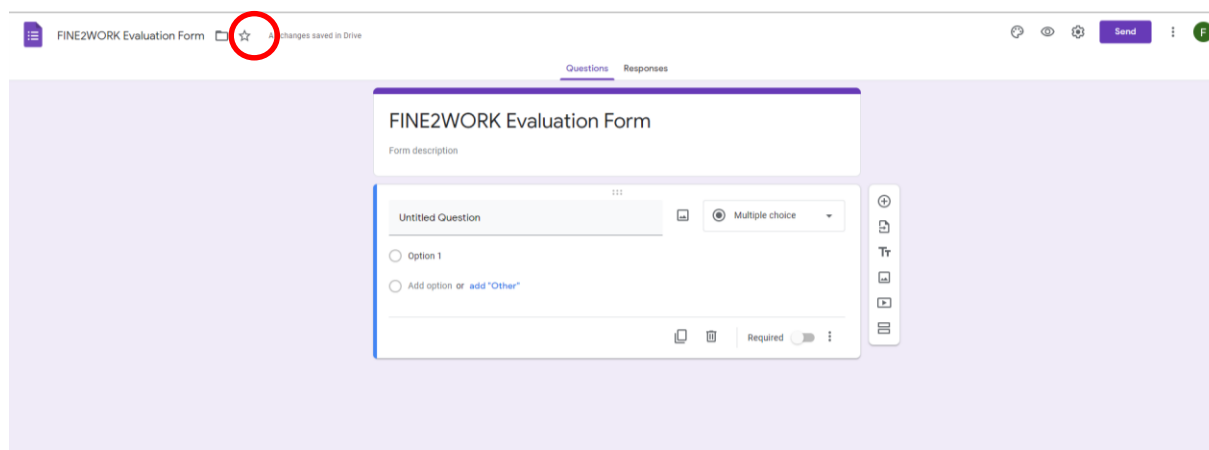 FINE2WORK Evaluation Form
changes saved in Drive
Send
F
Questions Responses
FINE2WORK Evaluation Form
Form description
Untitled Question
Multiple choice
Option 1
Add option or add "Other"
Tт
Required